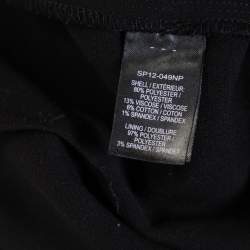 SP12-049NP
SHELL / EXTÉRIEUR:
80% POLYESTER /
POLYESTER
13% VISCOSE / VISCOSE
6% COTTON / COTON
1% SPANDEX / SPANDEX
LINING / DOUBLURE
97% POLYESTER /
POLYESTER
3% SPANDEX / SPANDEX